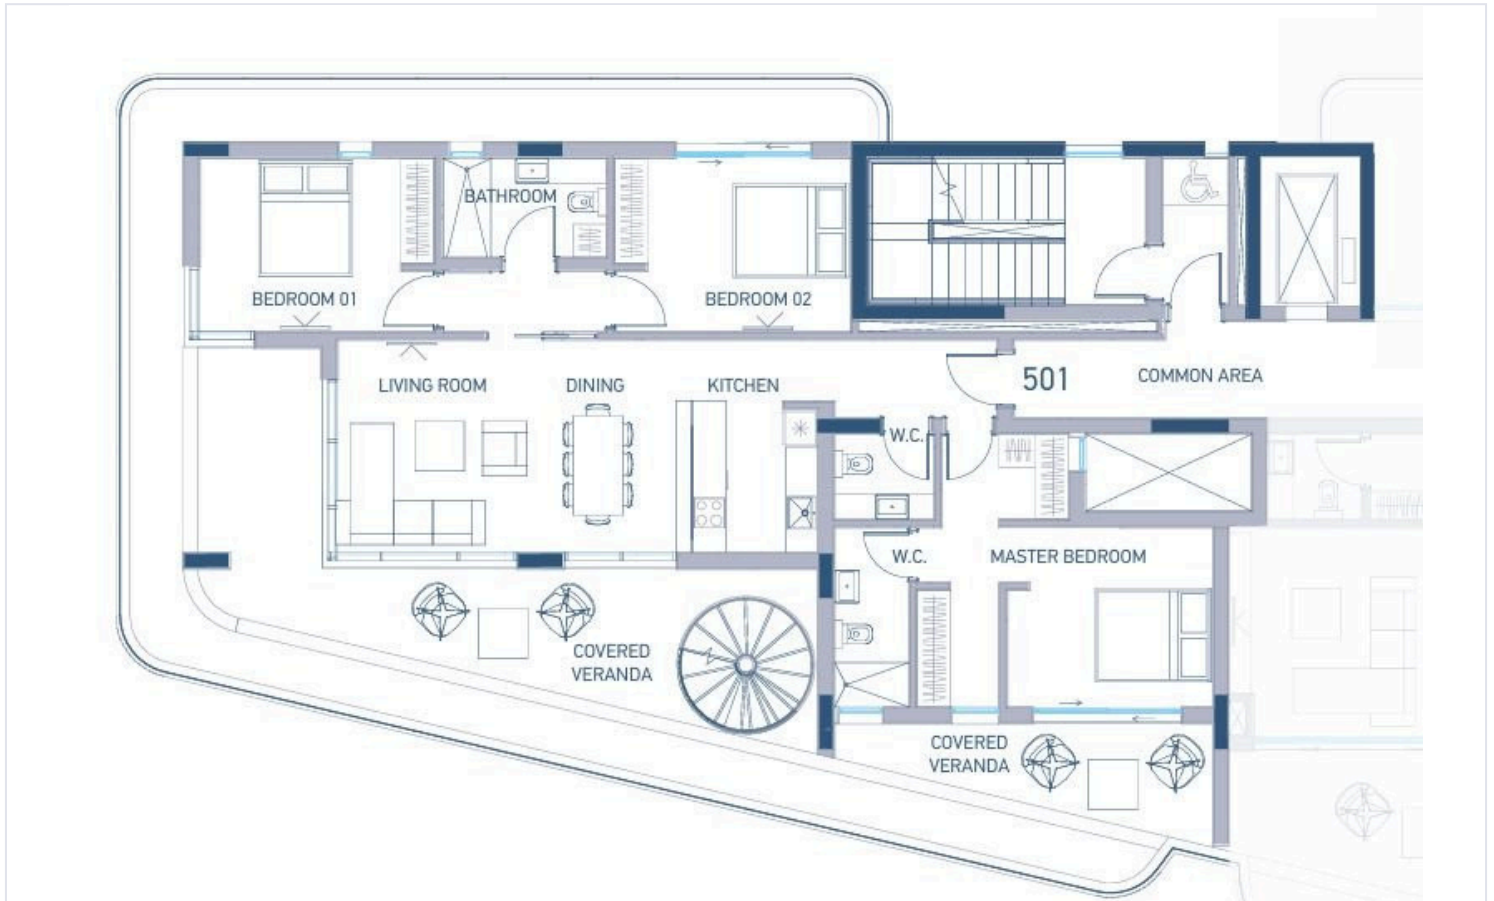 BATHROOM
BEDROOM 01
BEDROOM 02
LIVING ROOM
DINING
KITCHEN
501
COMMON AREA
W.C.
W.C.
MASTER BEDROOM
COVERED
VERANDA
COVERED
VERANDA